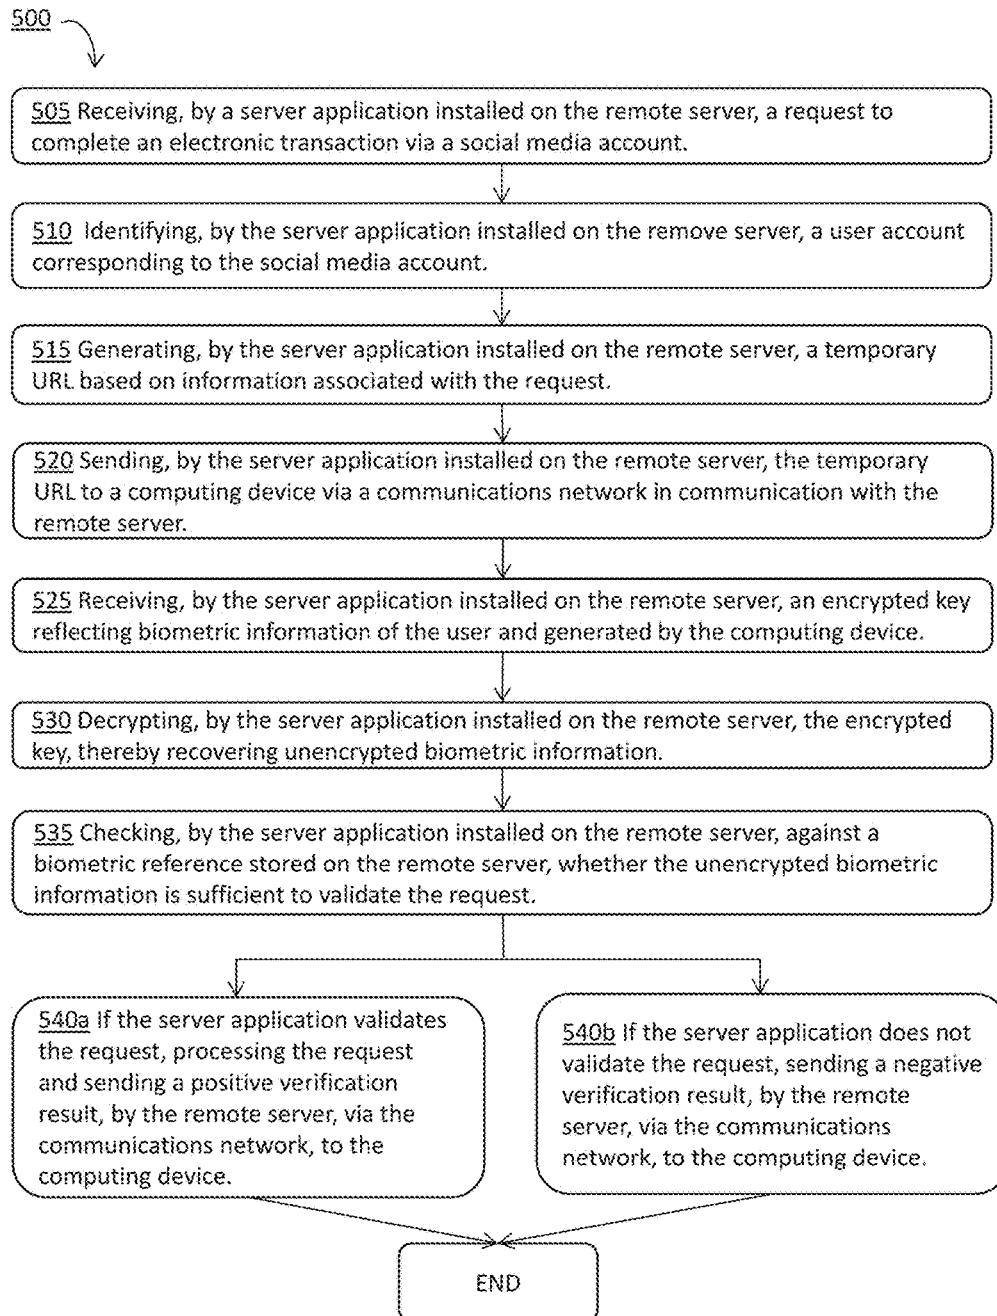 500
505 Receiving, by a server application installed on the remote server, a request to
complete an electronic transaction via a social media account.
510 Identifying, by the server application installed on the remove server, a user account
corresponding to the social media account.
515 Generating, by the server application installed on the remote server, a temporary
URL based on information associated with the request.
520 Sending, by the server application installed on the remote server, the temporary
URL to a computing device via a communications network in communication with the
remote server.
525 Receiving, by the server application installed on the remote server, an encrypted key
reflecting biometric information of the user and generated by the computing device.
530 Decrypting, by the server application installed on the remote server, the encrypted
key, thereby recovering unencrypted biometric information.
535 Checking, by the server application installed on the remote server, against a
biometric reference stored on the remote server, whether the unencrypted biometric
information is sufficient to validate the request.
540a If the server application validates
the request, processing the request
and sending a positive verification
result, by the remote server, via the
communications network, to the
computing device.
540b If the server application does not
validate the request, sending a negative
verification result, by the remote
server, via the communications
network, to the computing device.
END